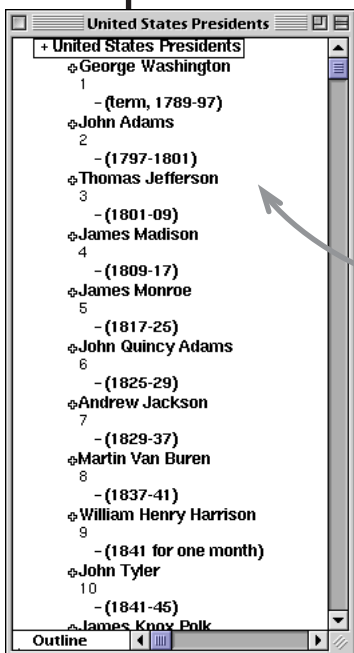 United States Presidents
+ United States Presidents
George Washington
1
– (term, 1789-97)
John Adams
2
– (1797-1801)
Thomas Jefferson
3
– (1801-09)
James Madison
4
– (1809-17)
James Monroe
5
– (1817-25)
John Quincy Adams
6
– (1825-29)
Andrew Jackson
7
– (1829-37)
Martin Van Buren
8
– (1837-41)
William Henry Harrison
9
– (1841 for one month)
John Tyler
10
– (1841-45)
James Knox Polk
Outline